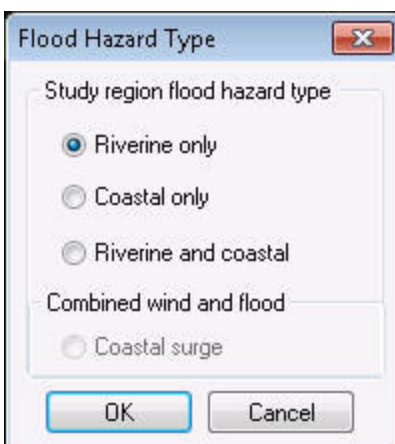 Flood Hazard Type
Study region flood hazard type
Riverine only
Coastal only
Riverine and coastal
Combined wind and flood
Coastal surge
OK Cancel